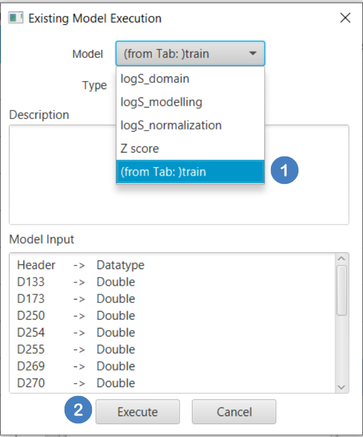 Existing Model Execution
Model (from Tab: )train
logS_domain
Type
logS_modelling
Description
logS_normalization
Z score
(from Tab: )train 1
Model Input
Header -> Datatype
D133 -> Double
D173 -> Double
D250 -> Double
D254 -> Double
D255 -> Double
D269 -> Double
D270 -> Double
2 Execute Cancel